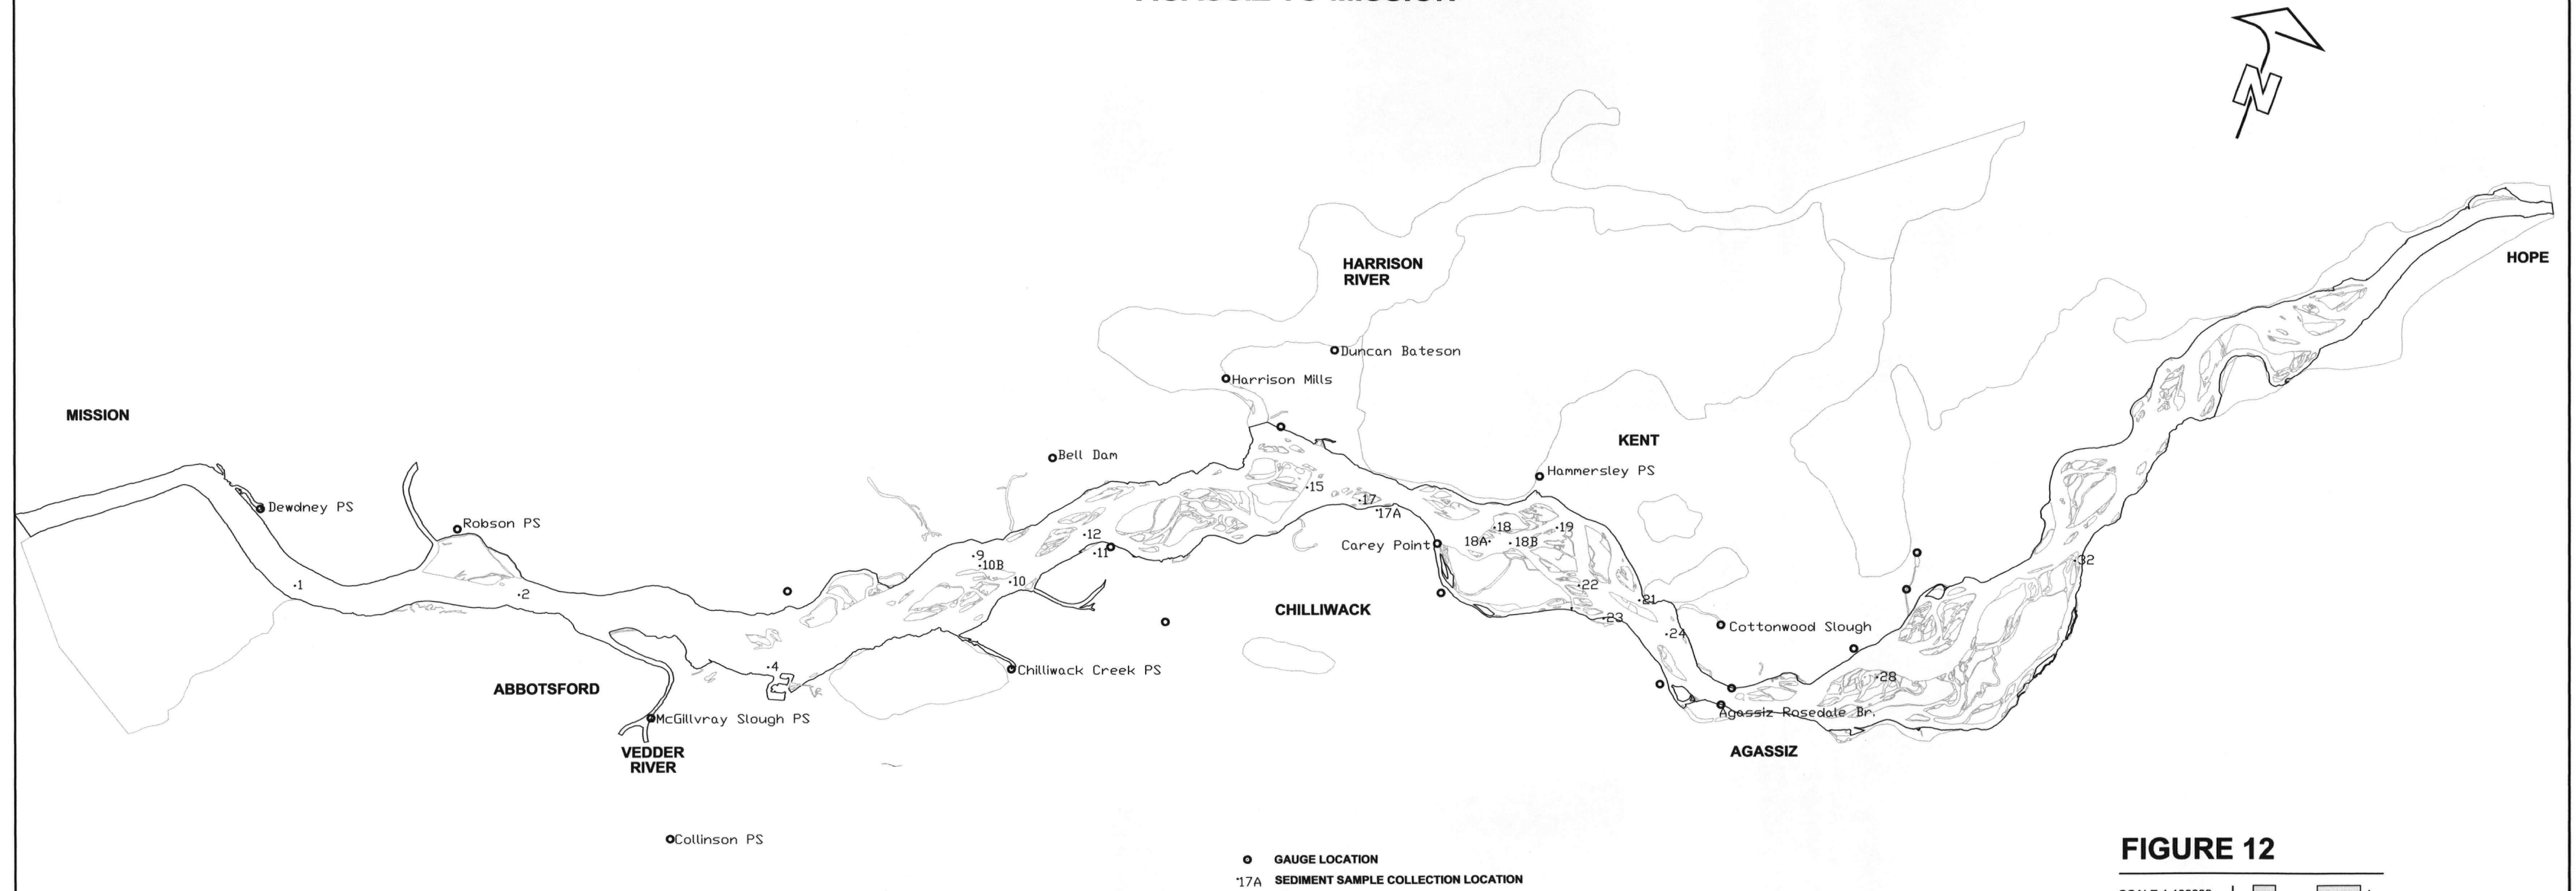 AGASSIZ TO MISSION
N
HOPE
HARRISON
RIVER
Duncan Bateson
Harrison Mills
MISSION
KENT
Bell Dam
Hammersley PS
Dewdney PS
Robson PS
15
17
17A
18
19
18A
18B
Carey Point
12
11
9
10B
10
1
2
22
21
23
24
32
CHILLIWACK
Cottonwood Slough
4
Chilliwack Creek PS
28
ABBOTSFORD
McGillvray Slough PS
Agassiz Rosedale Br.
VEDDER
RIVER
AGASSIZ
Collinson PS
FIGURE 12
GAUGE LOCATION
17A SEDIMENT SAMPLE COLLECTION LOCATION